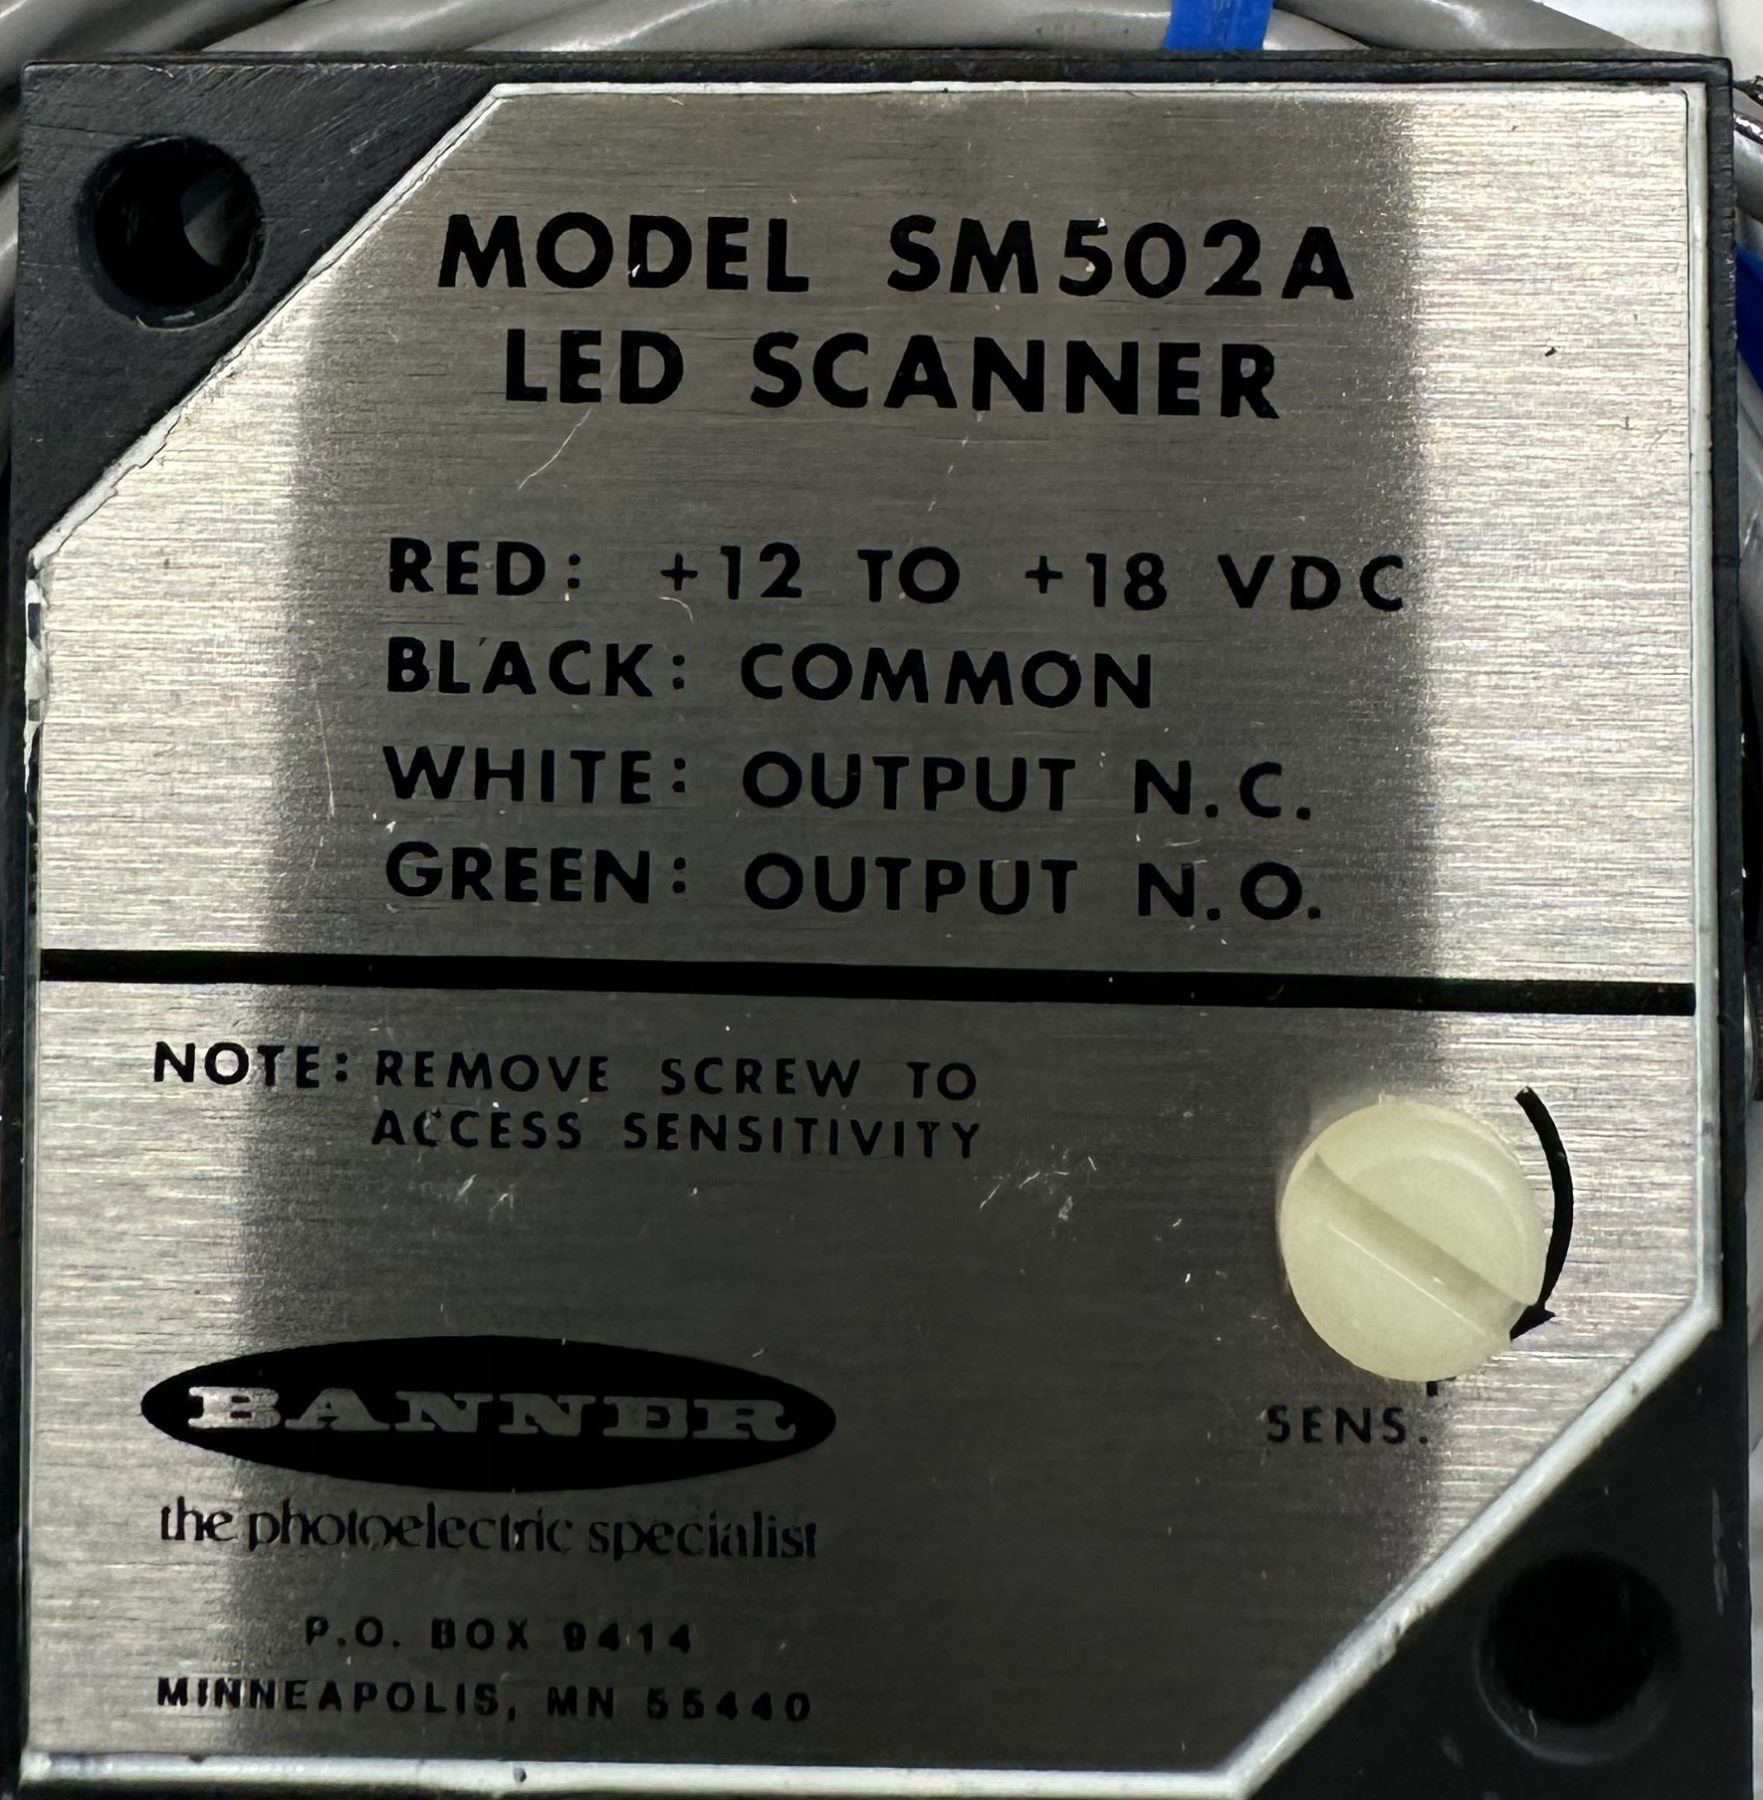 MODEL SM502A
LED SCANNER
RED: +12 TO +18 VDC
BLACK: COMMON
WHITE: OUTPUT N.C.
GREEN: OUTPUT N.O.
NOTE: REMOVE SCREW TO
ACCESS SENSITIVITY
SENS.
BANNER
the photoelectric specialist
P.O. BOX 9414
MINNEAPOLIS, MN 55440